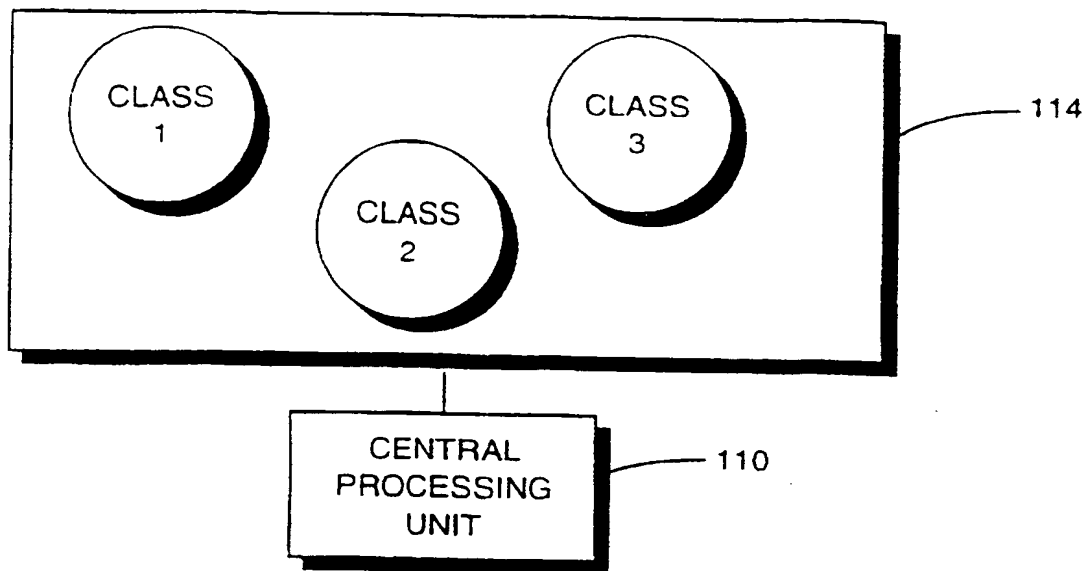 CLASS
1
CLASS
3
CLASS
2
114
CENTRAL
PROCESSING
UNIT
110